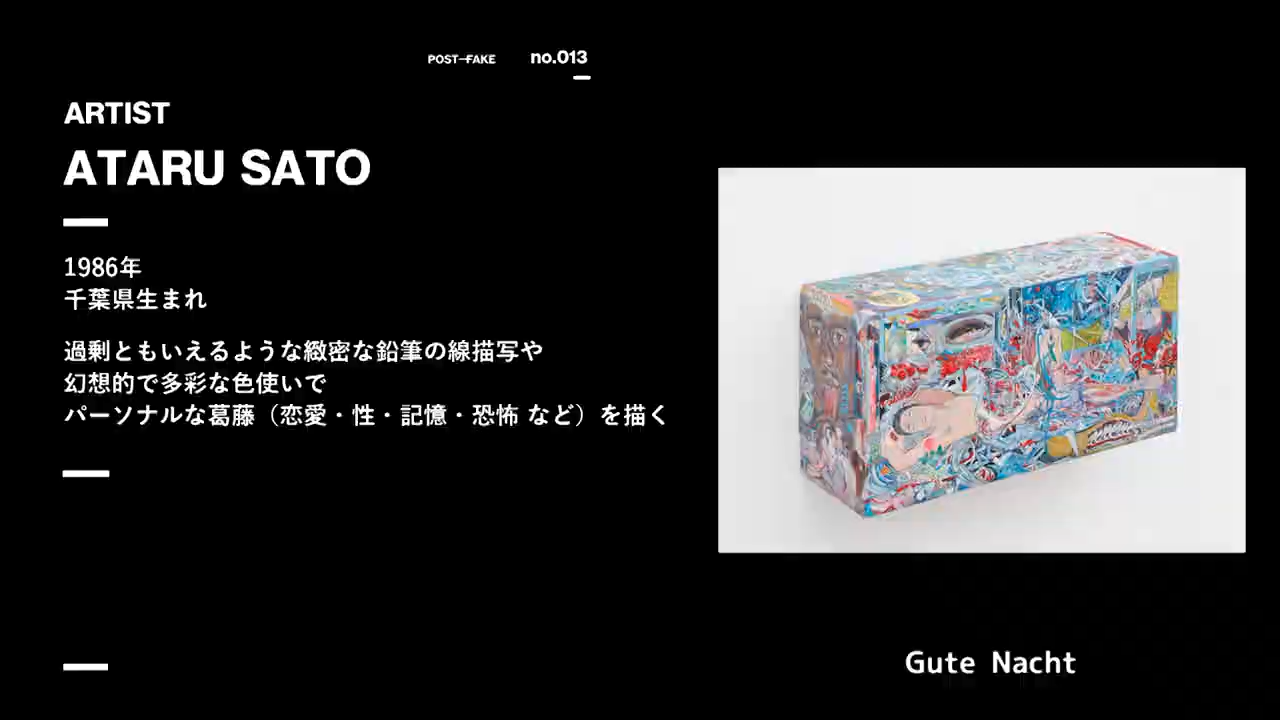 POST-FAKE no.013
ARTIST
ATARU SATO
1986年
千葉県生まれ
過剰ともいえるような緻密な鉛筆の線描写や
幻想的で多彩な色使いで
パーソナルな葛藤（恋愛・性・記憶・恐怖 など）を描く
Gute Nacht